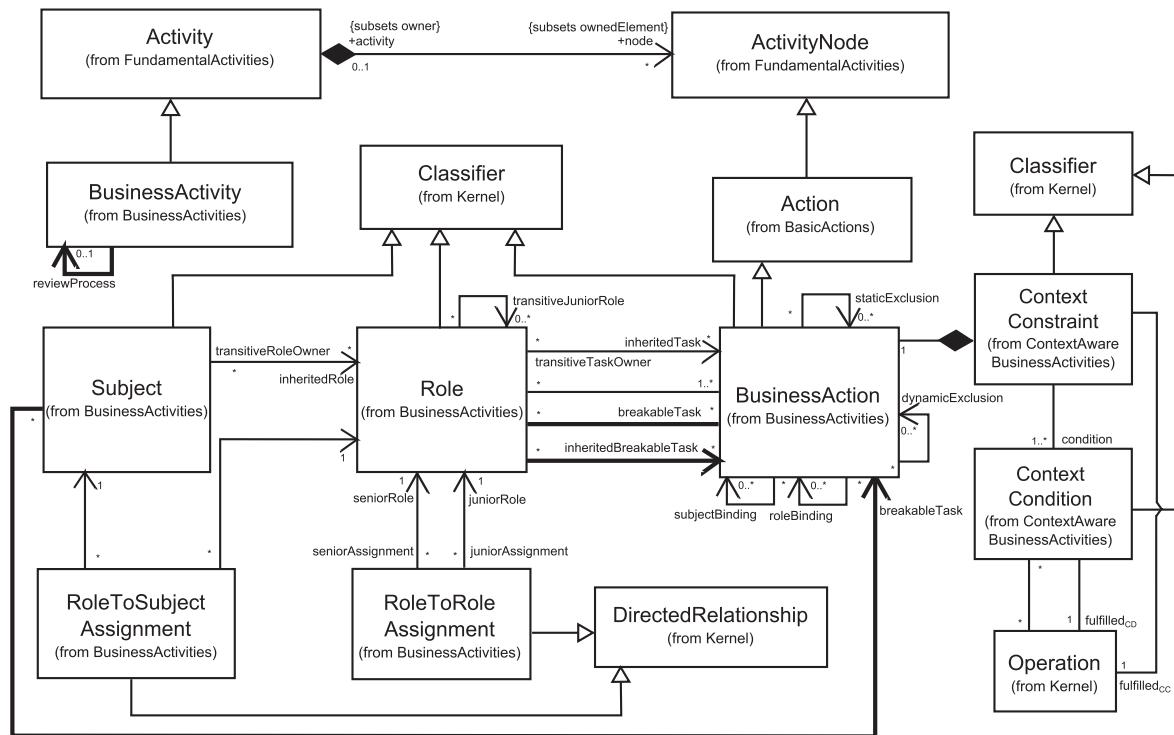 Activity
(from FundamentalActivities)
{subsets owner}
+activity
0..1
{subsets ownedElement}
+node
*
ActivityNode
(from FundamentalActivities)
BusinessActivity
(from BusinessActivities)
0..1
reviewProcess
Classifier
(from Kernel)
Action
(from BasicActions)
Classifier
(from Kernel)
transitiveJuniorRole
*
0..*
staticExclusion
*
0..*
Subject
(from BusinessActivities)
*
transitiveRoleOwner
*
*
inheritedRole
Role
(from BusinessActivities)
*
inheritedTask
*
transitiveTaskOwner
*
1..*
*
breakableTask
*
*
inheritedBreakableTask
*
BusinessAction
(from BusinessActivities)
1
dynamicExclusion
0..*
*
Context
Constraint
(from ContextAware
BusinessActivities)
1..*
condition
Context
Condition
(from ContextAware
BusinessActivities)
1
*
*
1
1
seniorRole
1
juniorRole
seniorAssignment
*
*
juniorAssignment
0..*
*
subjectBinding
0..*
*
roleBinding
*
breakableTask
RoleToSubject
Assignment
(from BusinessActivities)
RoleToRole
Assignment
(from BusinessActivities)
DirectedRelationship
(from Kernel)
*
*
1
fulfilledCD
Operation
(from Kernel)
1
fulfilledCC